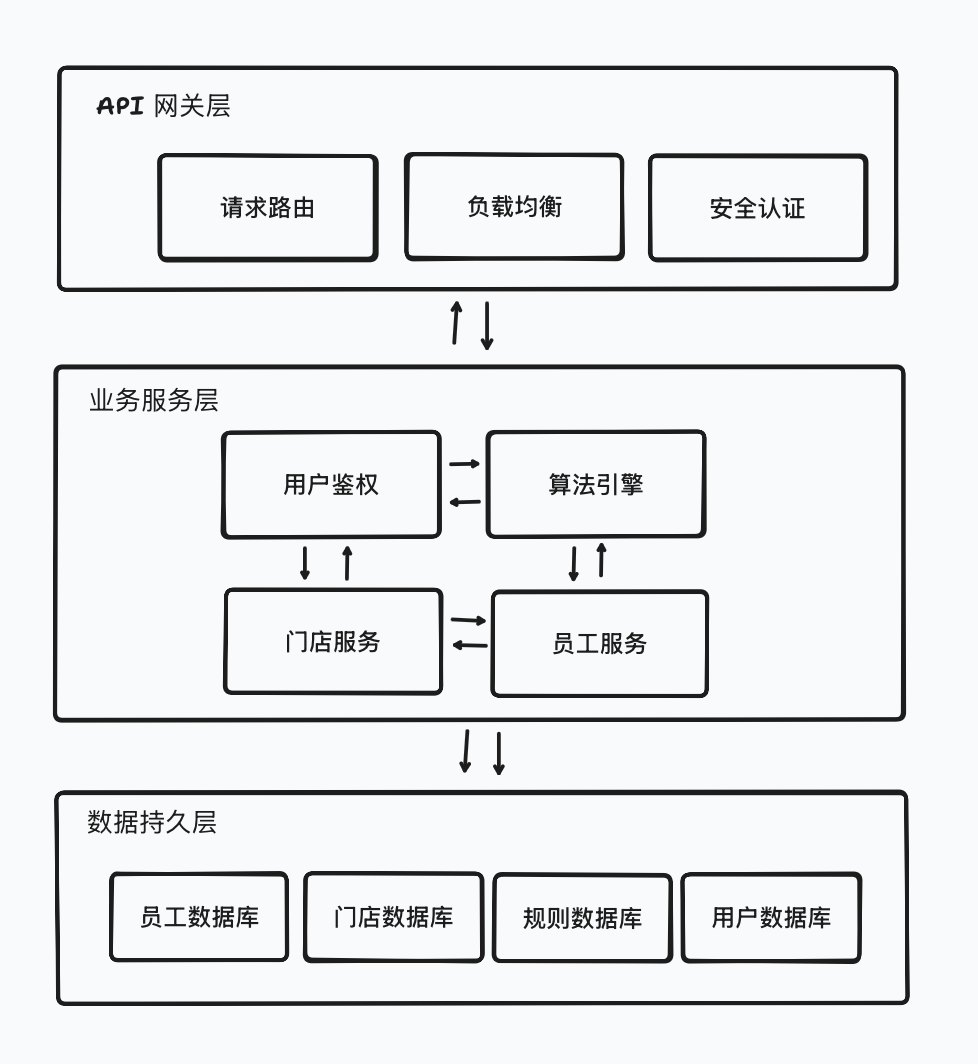 API 网关层
请求路由
负载均衡
安全认证
业务服务层
用户鉴权
算法引擎
门店服务
员工服务
数据持久层
员工数据库
门店数据库
规则数据库
用户数据库